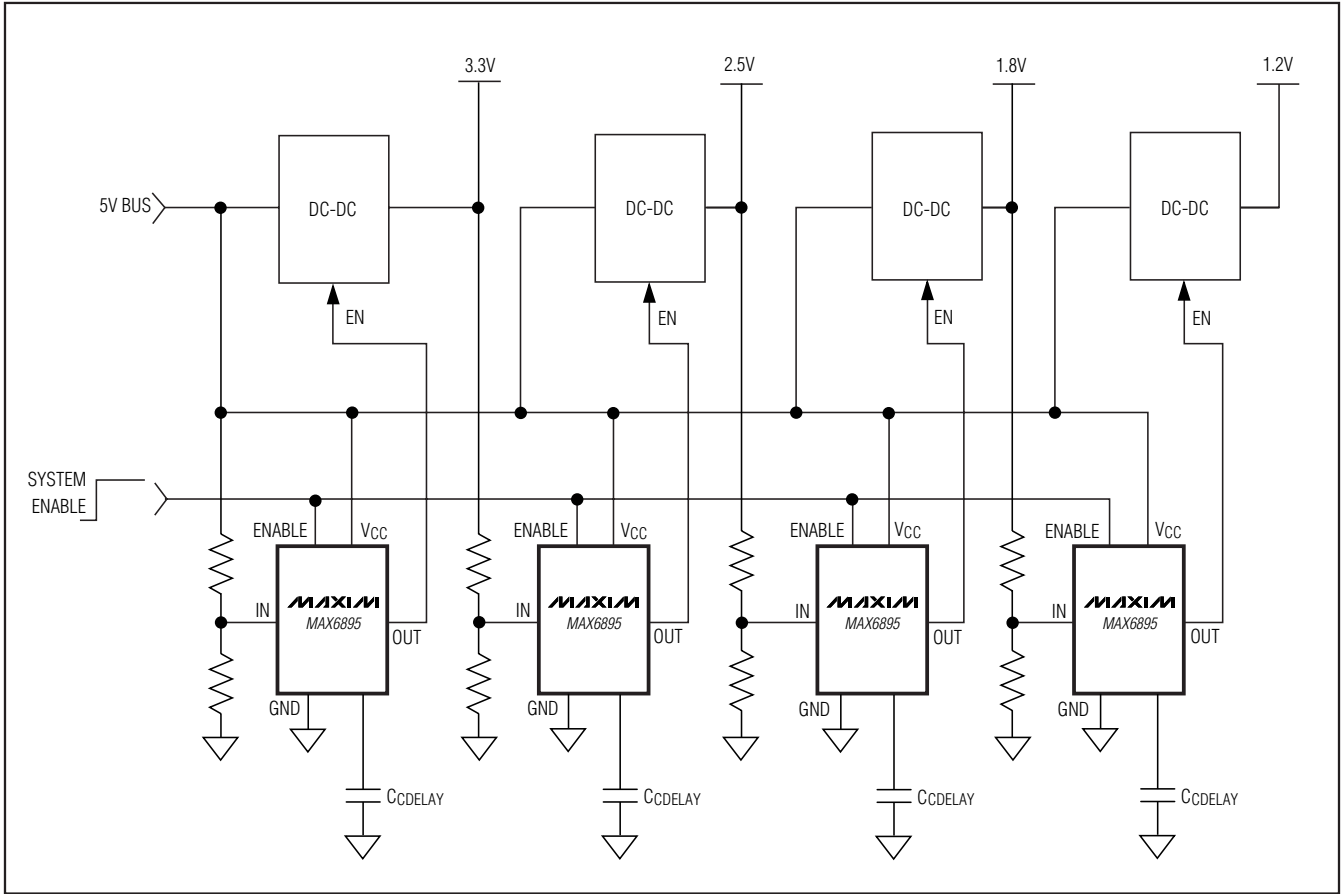 3.3V
2.5V
1.8V
1.2V
5V BUS
DC-DC
DC-DC
DC-DC
DC-DC
EN
EN
EN
EN
SYSTEM
ENABLE
ENABLE
VCC
ENABLE
VCC
ENABLE
VCC
ENABLE
VCC
IN
MAXIM
MAX6895
OUT
IN
MAXIM
MAX6895
OUT
IN
MAXIM
MAX6895
OUT
IN
MAXIM
MAX6895
OUT
GND
GND
GND
GND
CCDELAY
CCDELAY
CCDELAY
CCDELAY